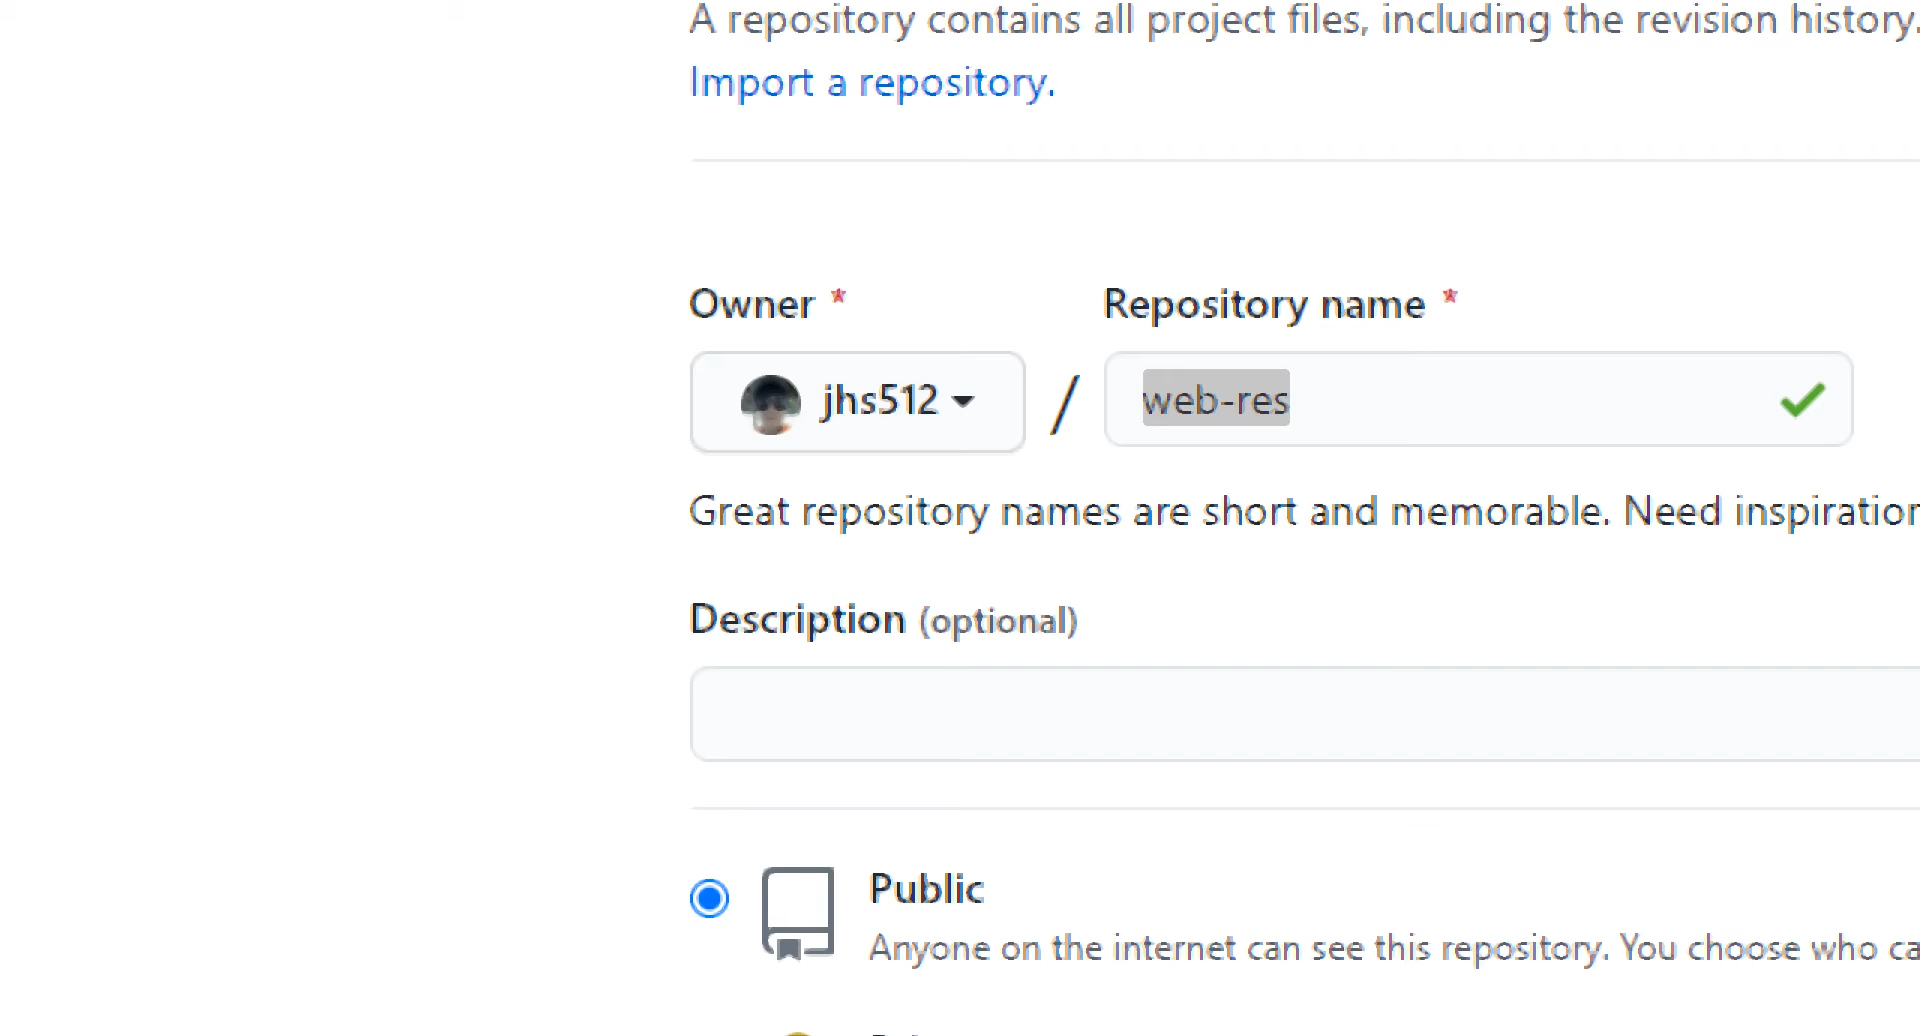 A repository contains all project files, including the revision history.
Import a repository.
Owner *
Repository name *
jhs512 / web-res
Great repository names are short and memorable. Need
Description (optional)
Public
Anyone on the internet can see this repository. You choose who